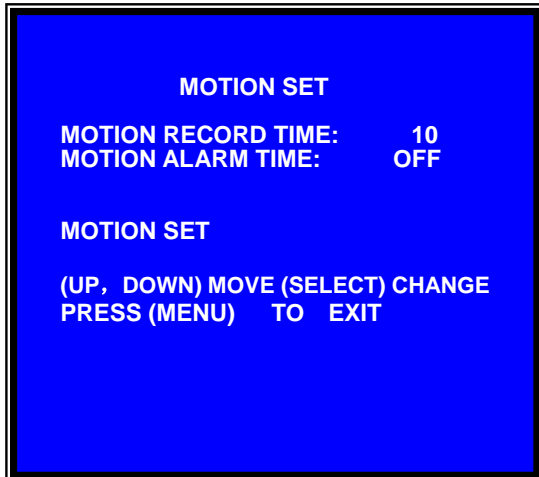 MOTION SET
MOTION RECORD TIME: 10
MOTION ALARM TIME: OFF
MOTION SET
(UP，DOWN) MOVE (SELECT) CHANGE
PRESS (MENU) TO EXIT